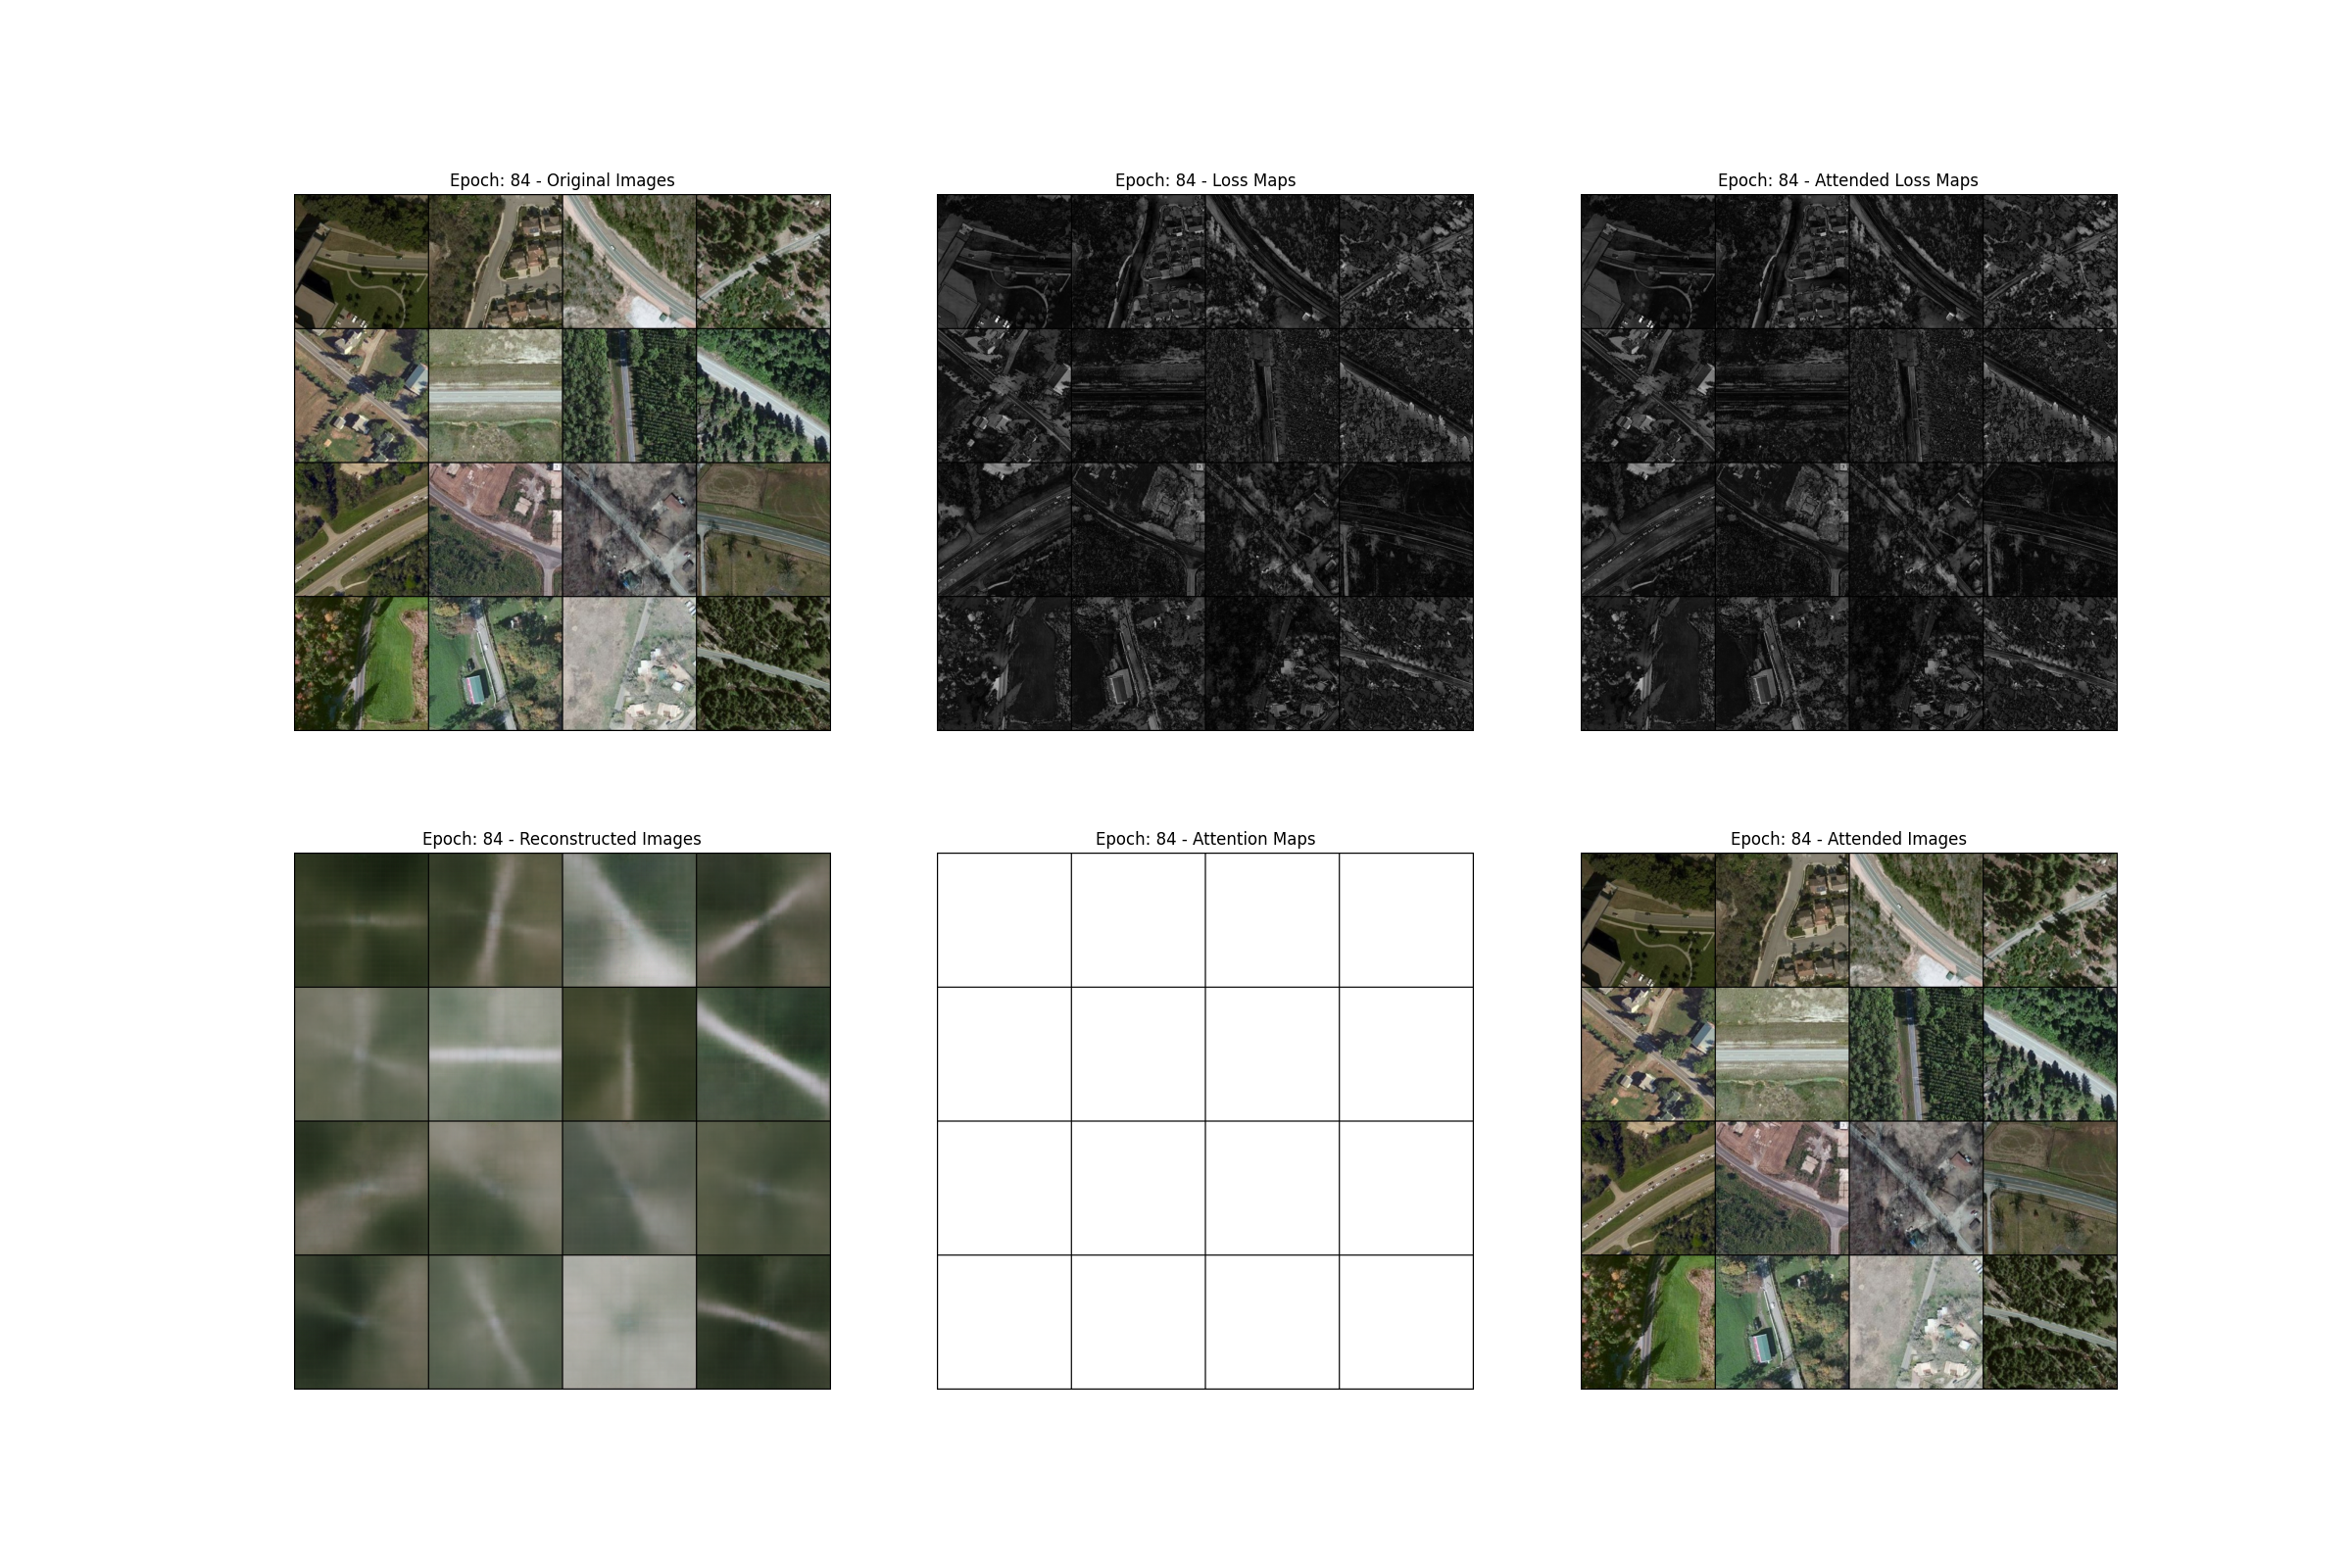 Epoch: 84 - Original Images
Epoch: 84 - Loss Maps
Epoch: 84 - Attended Loss Maps
Epoch: 84 - Reconstructed Images
Epoch: 84 - Attention Maps
Epoch: 84 - Attended Images